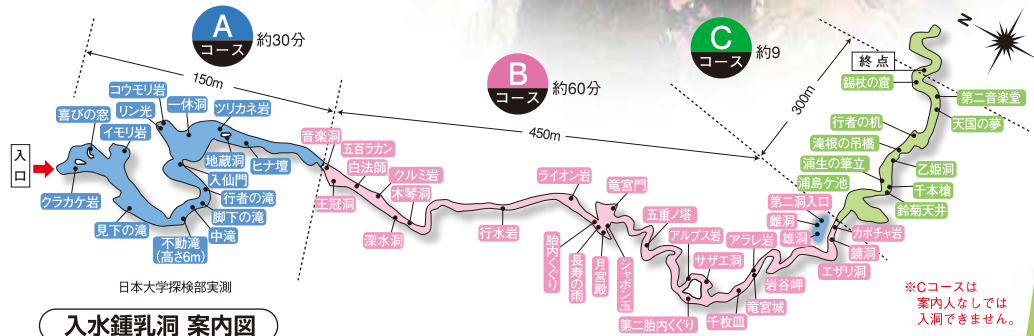 A
コース
約30分
B
コース
約60分
C
コース
約9
N
150m
450m
300m
入口
クラカケ岩
喜びの窓
イモリ岩
リン光
コウモリ岩
一休洞
ツリカネ岩
地蔵洞
ヒナ壇
入仙門
行者の滝
脚下の滝
中滝
不動滝
(高さ6m)
見下の滝
音楽洞
五百ラカン
白法師
クルミ岩
木琴洞
王冠洞
深水洞
行水岩
ライオン岩
竜宮門
胎内くぐり
長寿の雨
月宮殿
シャボン玉
五重ノ塔
アルプス岩
サザエ洞
第二胎内くぐり
千枚皿
アラレ岩
竜宮城
岩谷岬
エザリ洞
鏡洞
カボチャ岩
第二洞入口
雌洞
雄洞
浦島ケ池
浦生の筆立
滝根の吊橋
行者の机
鈴菊天井
千本槍
乙姫洞
天国の夢
第二音楽堂
錫杖の窟
終点
日本大学探検部実測
入水鍾乳洞 案内図
※Cコースは
案内人なしでは
入洞できません。